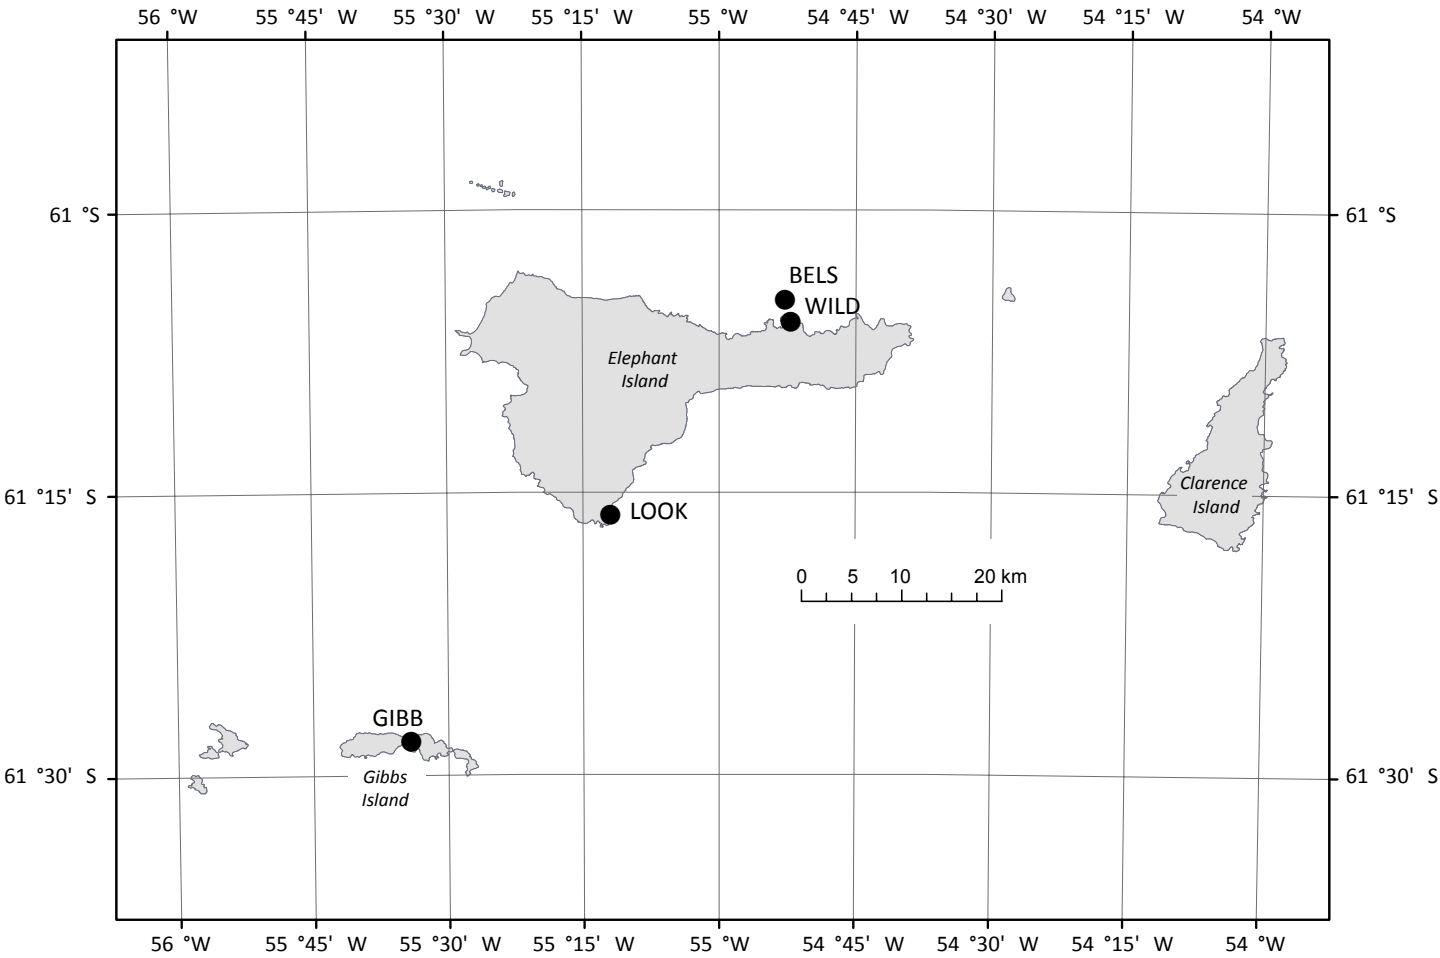 56 °W 55 °45' W 55 °30' W 55 °15' W 55 °W 54 °45' W 54 °30' W 54 °15' W 54 °W
61 °S 61 °S
BELS
WILD
Elephant
Island
61 °15' S 61 °15' S
Clarence
Island
LOOK
0 5 10 20 km
GIBB
61 °30' S 61 °30' S
Gibbs
Island
56 °W 55 °45' W 55 °30' W 55 °15' W 55 °W 54 °45' W 54 °30' W 54 °15' W 54 °W